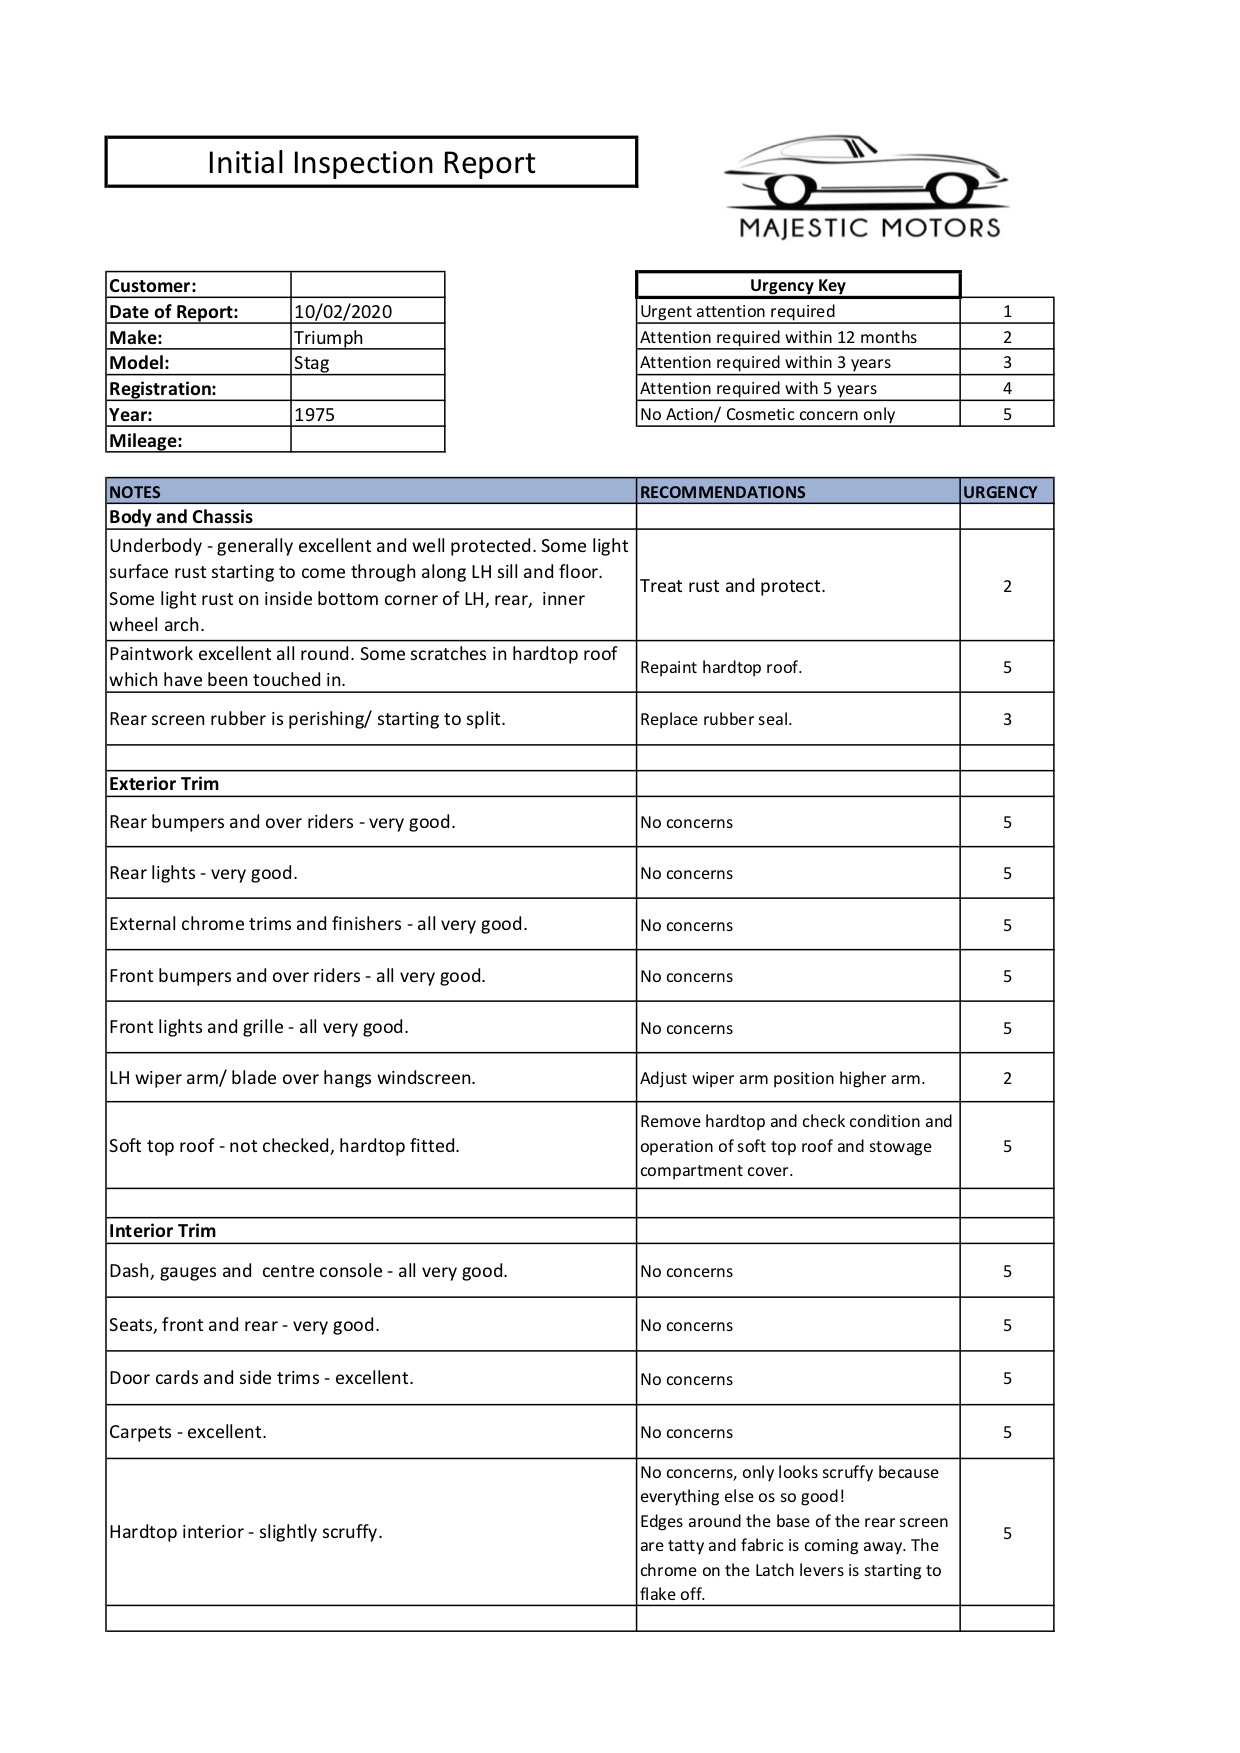 Initial Inspection Report
MAJESTIC MOTORS
Customer:
Date of Report: 10/02/2020
Make: Triumph
Model: Stag
Registration:
Year: 1975
Mileage:
Urgency Key
Urgent attention required 1
Attention required within 12 months 2
Attention required within 3 years 3
Attention required with 5 years 4
No Action/ Cosmetic concern only 5
NOTES RECOMMENDATIONS URGENCY
Body and Chassis
Underbody - generally excellent and well protected. Some light
surface rust starting to come through along LH sill and floor.
Some light rust on inside bottom corner of LH, rear,  inner
wheel arch.
Treat rust and protect. 2
Paintwork excellent all round. Some scratches in hardtop roof
which have been touched in.
Repaint hardtop roof. 5
Rear screen rubber is perishing/ starting to split. Replace rubber seal. 3
Exterior Trim
Rear bumpers and over riders - very good. No concerns 5
Rear lights - very good. No concerns 5
External chrome trims and finishers - all very good. No concerns 5
Front bumpers and over riders - all very good. No concerns 5
Front lights and grille - all very good. No concerns 5
LH wiper arm/ blade over hangs windscreen. Adjust wiper arm position higher arm. 2
Soft top roof - not checked, hardtop fitted.
Remove hardtop and check condition and
operation of soft top roof and stowage
compartment cover.
5
Interior Trim
Dash, gauges and  centre console - all very good. No concerns 5
Seats, front and rear - very good. No concerns 5
Door cards and side trims - excellent. No concerns 5
Carpets - excellent. No concerns 5
Hardtop interior - slightly scruffy.
No concerns, only looks scruffy because
everything else os so good!
Edges around the base of the rear screen
are tatty and fabric is coming away. The
chrome on the Latch levers is starting to
flake off.
5